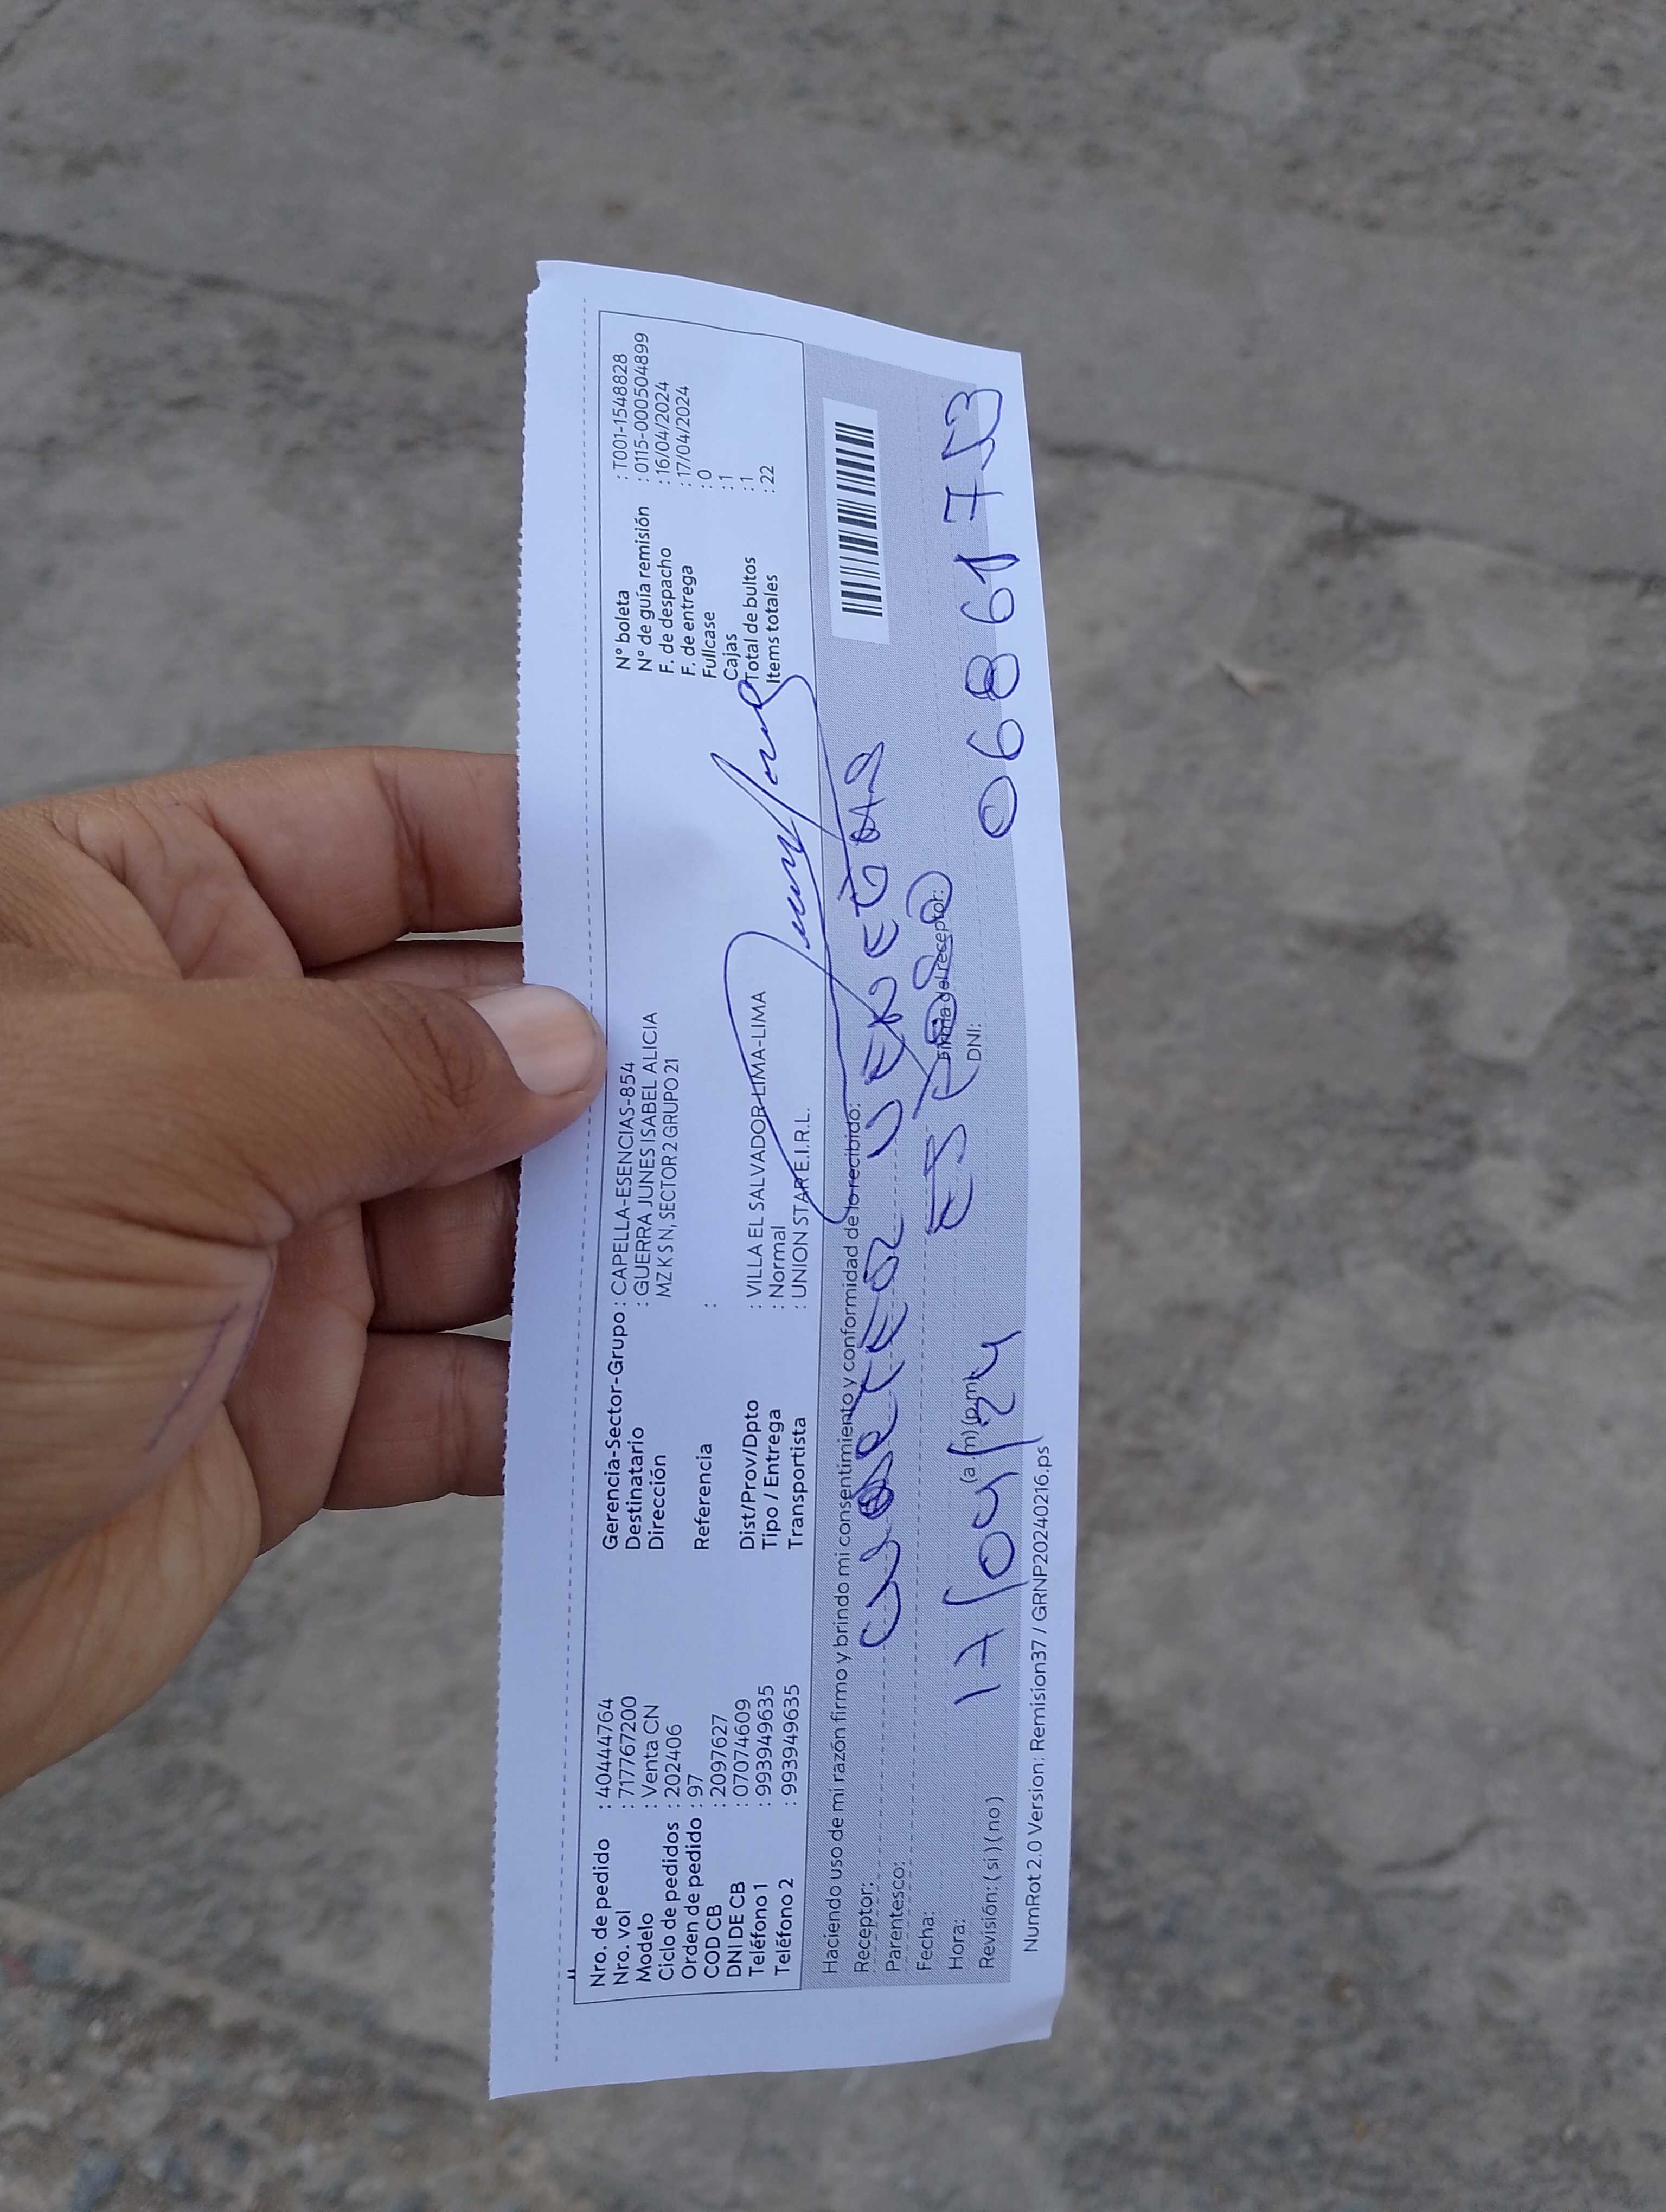 Nro. de pedido : 404444764
Nro. vol : 717767200
Modelo : Venta CN
Ciclo de pedidos : 202406
Orden de pedido : 97
COD CB : 2097627
DNI DE CB : 07074609
Teléfono 1 : 993949635
Teléfono 2 : 993949635
Gerencia-Sector-Grupo : CAPELLA-ESENCIAS-854
Destinatario : GUERRA JUNES ISABEL ALICIA
Dirección MZ K S N, SECTOR 2 GRUPO 21
Referencia :
Dist/Prov/Dpto : VILLA EL SALVADOR-LIMA-LIMA
Tipo / Entrega : Normal
Transportista : UNION STAR E.I.R.L.
N° boleta : T001-1548828
N° de guía remisión : 0115-000504899
F. de despacho : 16/04/2024
F. de entrega : 17/04/2024
Fullcase : 0
Cajas : 1
Total de bultos : 1
Items totales : 22
Haciendo uso de mi razón firmo y brindo mi consentimiento y conformidad de lo recibido:
Receptor:
Parentesco:
Fecha: 17/04/24
Hora: (a.m) (p.m)
Firma del receptor:
DNI: 06861753
Revisión: ( si ) ( no )
NumRot 2.0 Version: Remision37 / GRNP20240216.ps